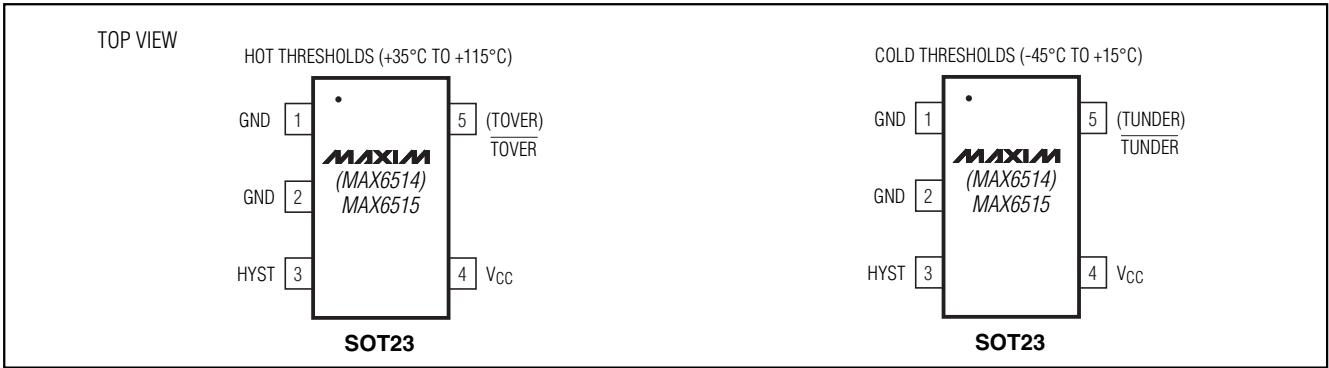 TOP VIEW
HOT THRESHOLDS (+35°C TO +115°C)
GND 1
5 (TOVER)
TOVER
MAXIM
(MAX6514)
MAX6515
GND 2
HYST 3
4 VCC
SOT23
COLD THRESHOLDS (-45°C TO +15°C)
GND 1
5 (TUNDER)
TUNDER
MAXIM
(MAX6514)
MAX6515
GND 2
HYST 3
4 VCC
SOT23